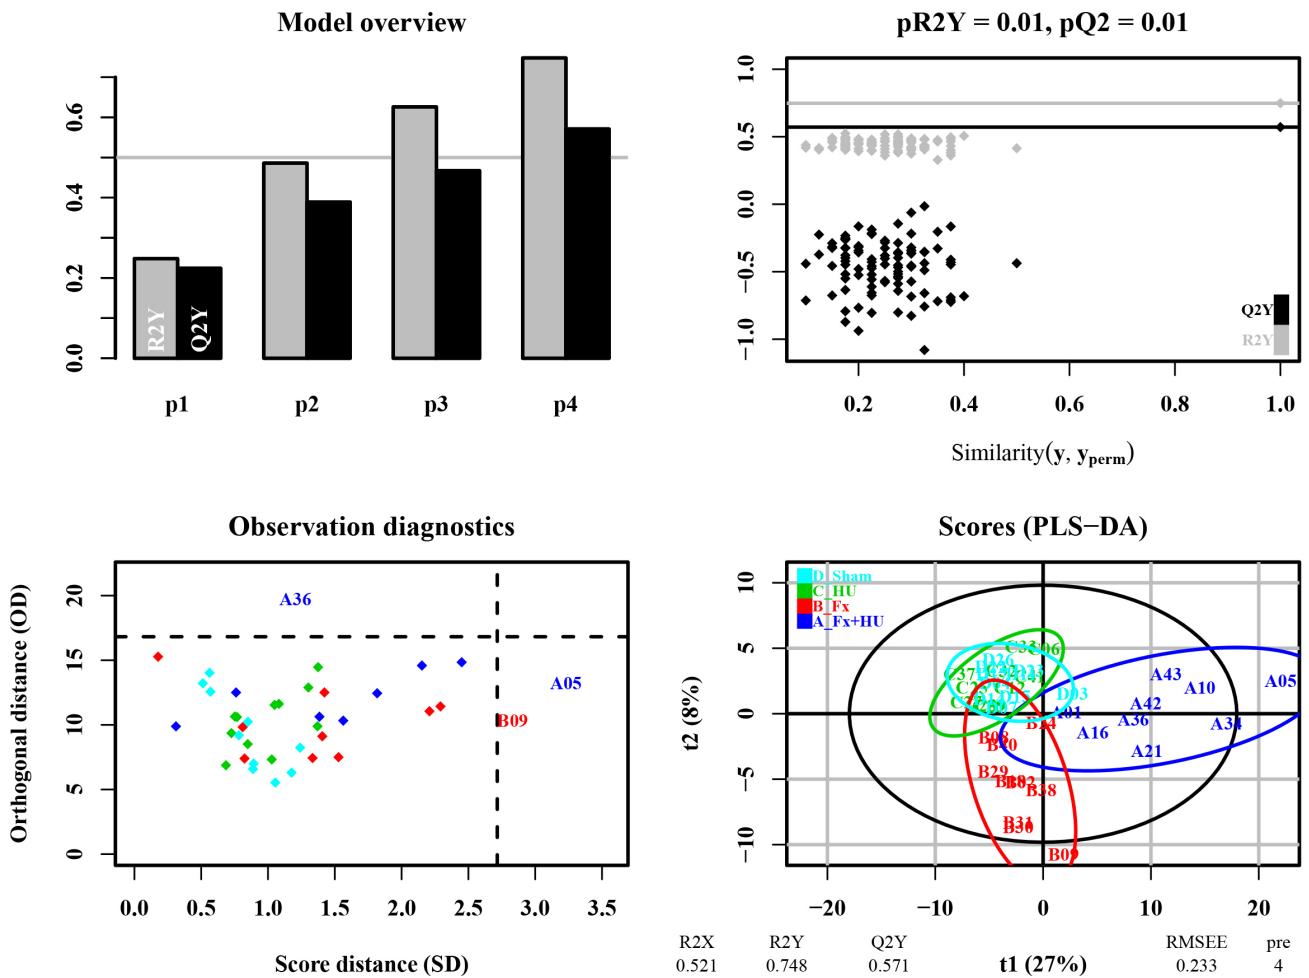 Model overview
0.0 0.2 0.4 0.6
R2Y Q2Y
p1 p2 p3 p4
pR2Y = 0.01, pQ2 = 0.01
1.0
0.5
0.0
−0.5
−1.0
Q2Y
R2Y
0.2 0.4 0.6 0.8 1.0
Similarity(y, yperm)
Observation diagnostics
Orthogonal distance (OD)
20
15
10
5
0
A36
A05
B09
0.0 0.5 1.0 1.5 2.0 2.5 3.0 3.5
Score distance (SD)
Scores (PLS−DA)
t2 (8%)
10
5
0
−5
−10
D_Sham
C_HU
B_Fx
A_Fx+HU
C06
D26
C37
D03
A43
A05
A10
A42
A01
A36
A34
A16
A21
B29
B38
B31
B09
−20 −10 0 10 20
t1 (27%)
R2X R2Y Q2Y RMSEE pre
0.521 0.748 0.571 0.233 4